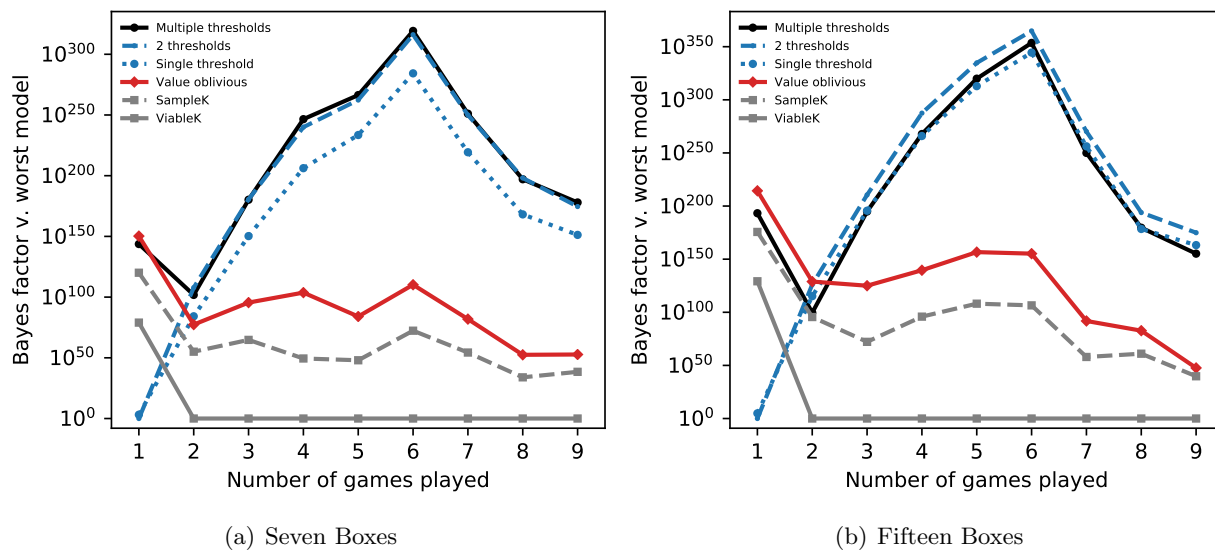 Bayes factor v. worst model
10^300
10^250
10^200
10^150
10^100
10^50
10^0
Multiple thresholds
2 thresholds
Single threshold
Value oblivious
SampleK
ViableK
1 2 3 4 5 6 7 8 9
Number of games played
(a) Seven Boxes
Bayes factor v. worst model
10^350
10^300
10^250
10^200
10^150
10^100
10^50
10^0
Multiple thresholds
2 thresholds
Single threshold
Value oblivious
SampleK
ViableK
1 2 3 4 5 6 7 8 9
Number of games played
(b) Fifteen Boxes